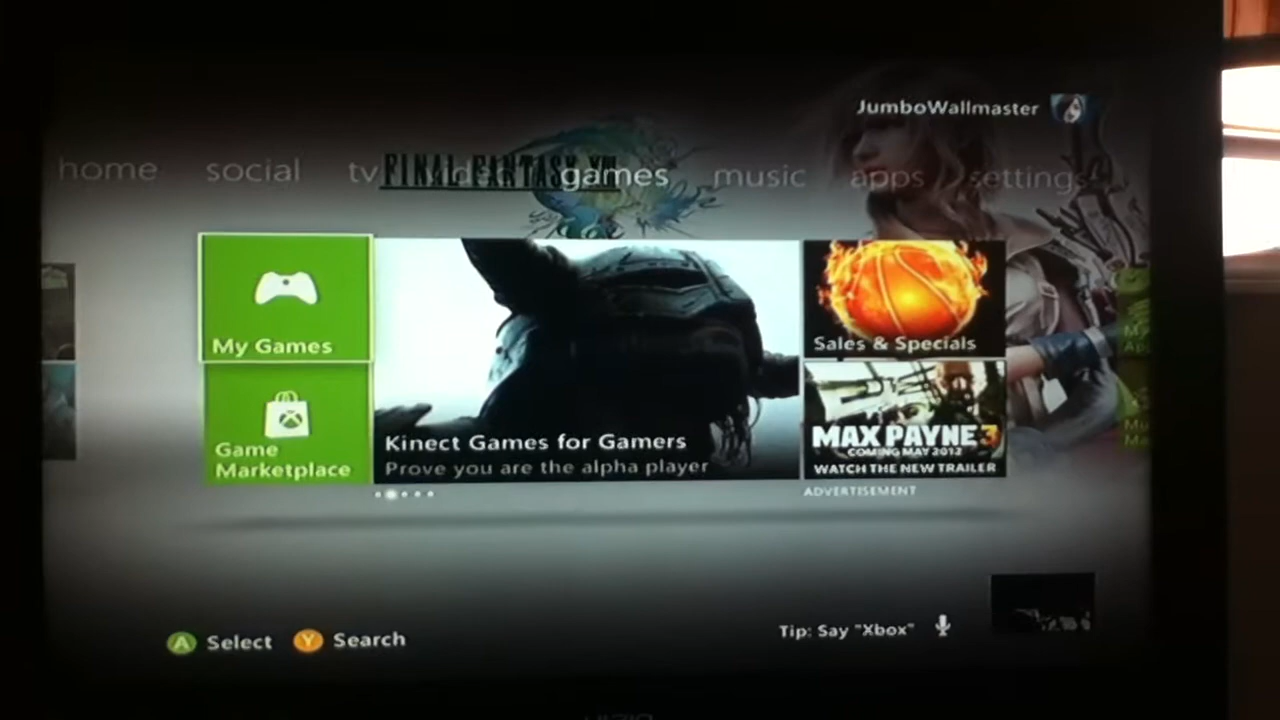 JumboWallmaster
home social tv video games music apps settings
FINAL FANTASY XIII
My Games
Game
Marketplace
Kinect Games for Gamers
Prove you are the alpha player
Sales & Specials
MAX PAYNE 3
COMING MAY 2012
WATCH THE NEW TRAILER
ADVERTISEMENT
A Select Y Search
Tip: Say "Xbox"